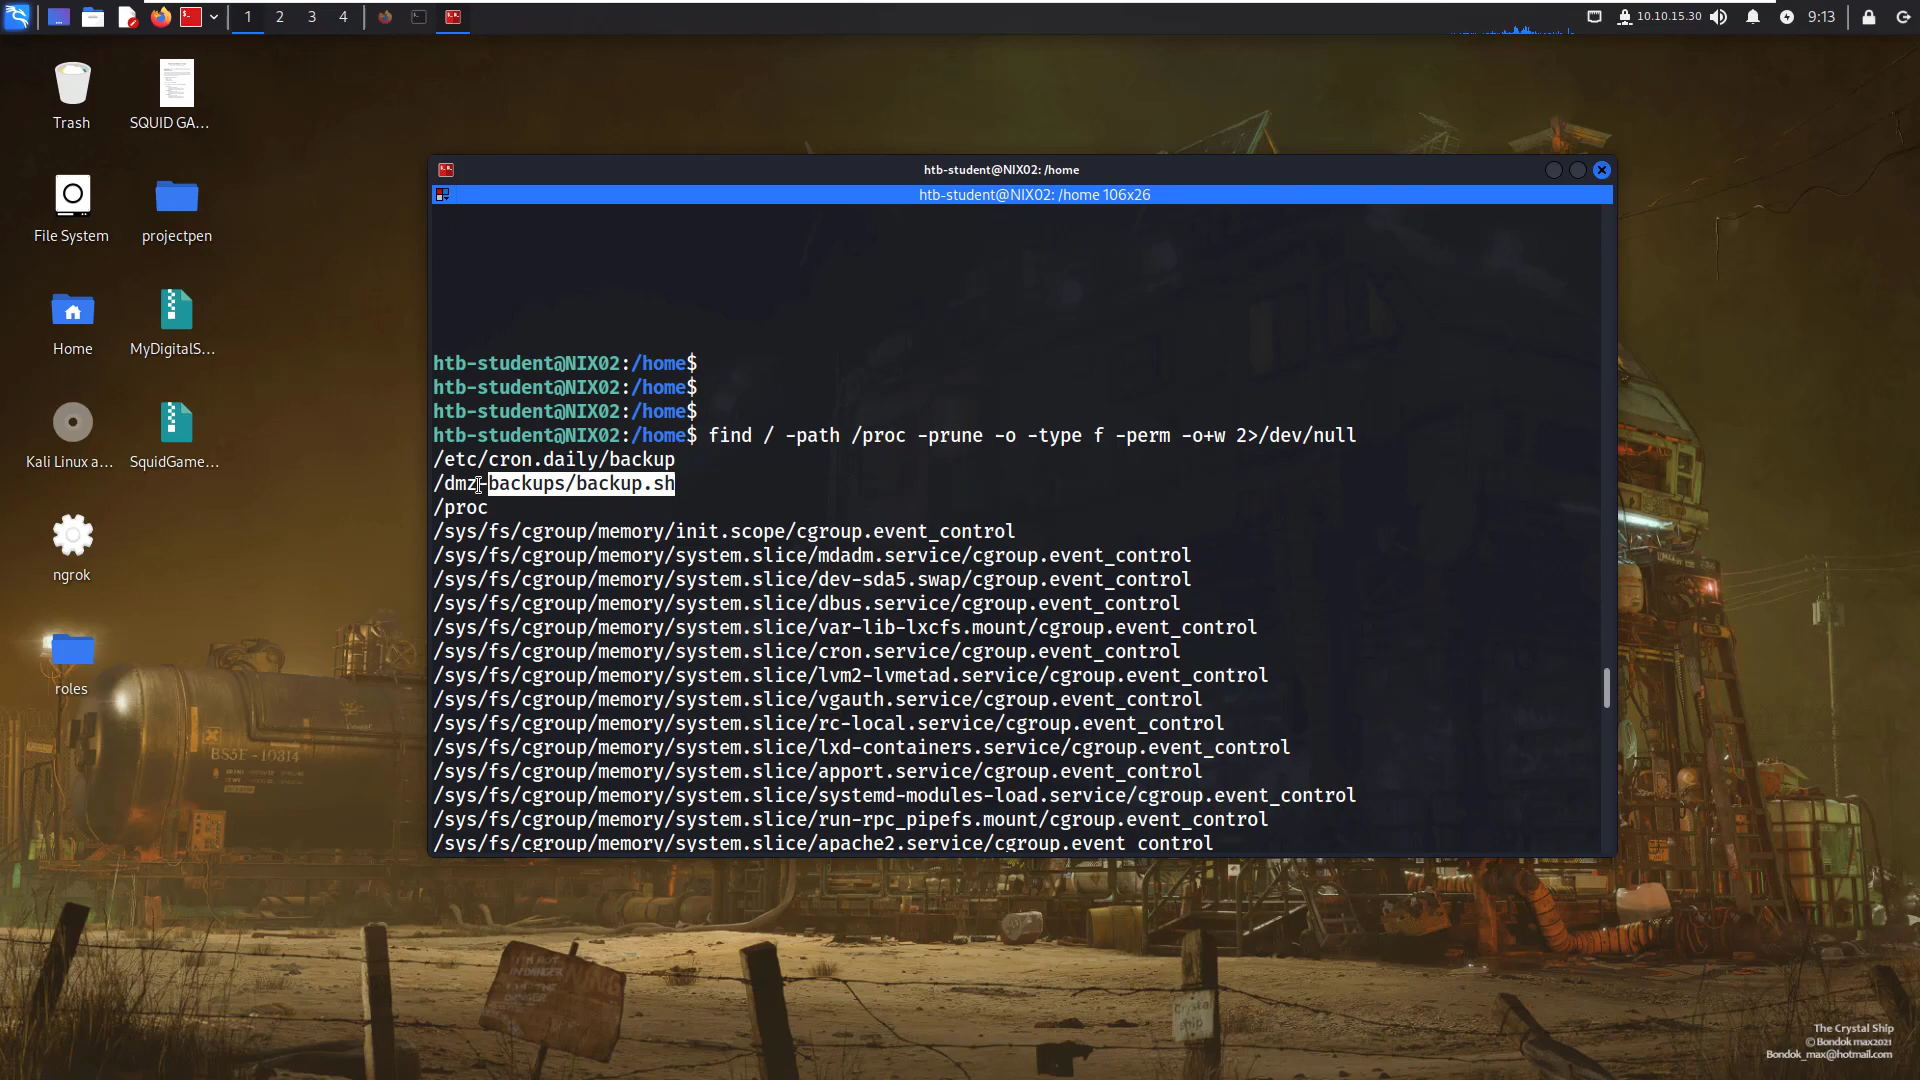 1 2 3 4
10.10.15.30
9:13
Trash
SQUID GA...
File System
projectpen
Home
MyDigitalS...
Kali Linux a...
SquidGame...
ngrok
roles
htb-student@NIX02: /home
htb-student@NIX02: /home 106x26
htb-student@NIX02:/home$
htb-student@NIX02:/home$
htb-student@NIX02:/home$
htb-student@NIX02:/home$ find / -path /proc -prune -o -type f -perm -o+w 2>/dev/null
/etc/cron.daily/backup
/dmz-backups/backup.sh
/proc
/sys/fs/cgroup/memory/init.scope/cgroup.event_control
/sys/fs/cgroup/memory/system.slice/mdadm.service/cgroup.event_control
/sys/fs/cgroup/memory/system.slice/dev-sda5.swap/cgroup.event_control
/sys/fs/cgroup/memory/system.slice/dbus.service/cgroup.event_control
/sys/fs/cgroup/memory/system.slice/var-lib-lxcfs.mount/cgroup.event_control
/sys/fs/cgroup/memory/system.slice/cron.service/cgroup.event_control
/sys/fs/cgroup/memory/system.slice/lvm2-lvmetad.service/cgroup.event_control
/sys/fs/cgroup/memory/system.slice/vgauth.service/cgroup.event_control
/sys/fs/cgroup/memory/system.slice/rc-local.service/cgroup.event_control
/sys/fs/cgroup/memory/system.slice/lxd-containers.service/cgroup.event_control
/sys/fs/cgroup/memory/system.slice/apport.service/cgroup.event_control
/sys/fs/cgroup/memory/system.slice/systemd-modules-load.service/cgroup.event_control
/sys/fs/cgroup/memory/system.slice/run-rpc_pipefs.mount/cgroup.event_control
/sys/fs/cgroup/memory/system.slice/apache2.service/cgroup.event_control
BS5E-10314
Crystal
Ship
The Crystal Ship
© Bondok max2021
Bondok_max@hotmail.com